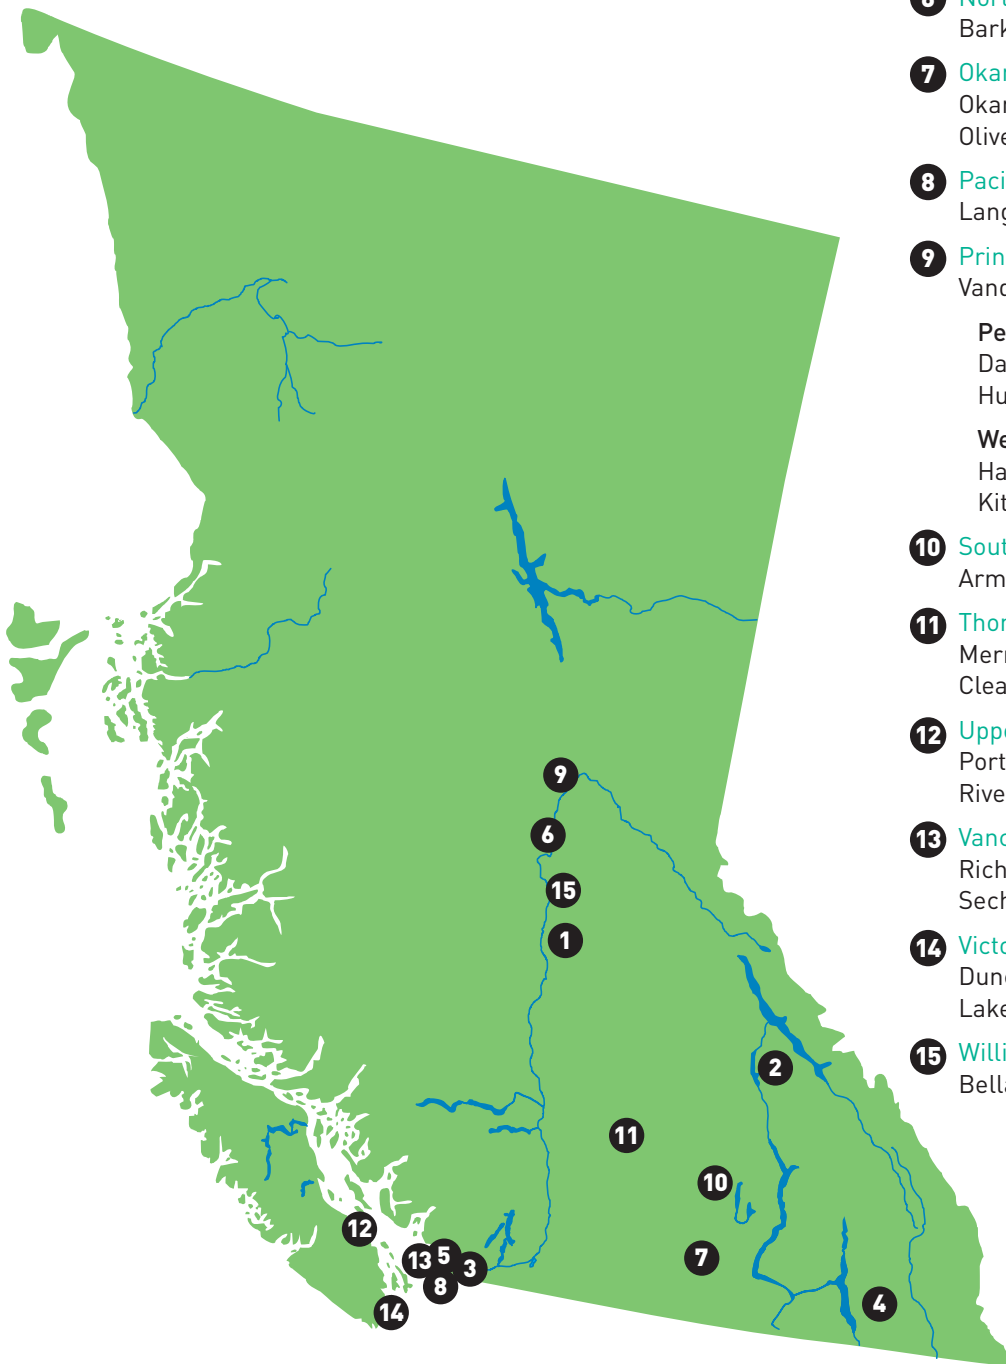 6 Nort
Bark
7 Okan
Okan
Olive
8 Paci
Lang
9 Prin
Vand
Pe
Da
Hu
We
Ha
Kit
10 Sout
Arm
11 Thom
Merr
Clea
12 Uppe
Port
Rive
13 Vanc
Rich
Sech
14 Victo
Dunc
Lake
15 Willi
Bella
9
6
15
1
2
11
10
12
13
5
3
7
8
4
14